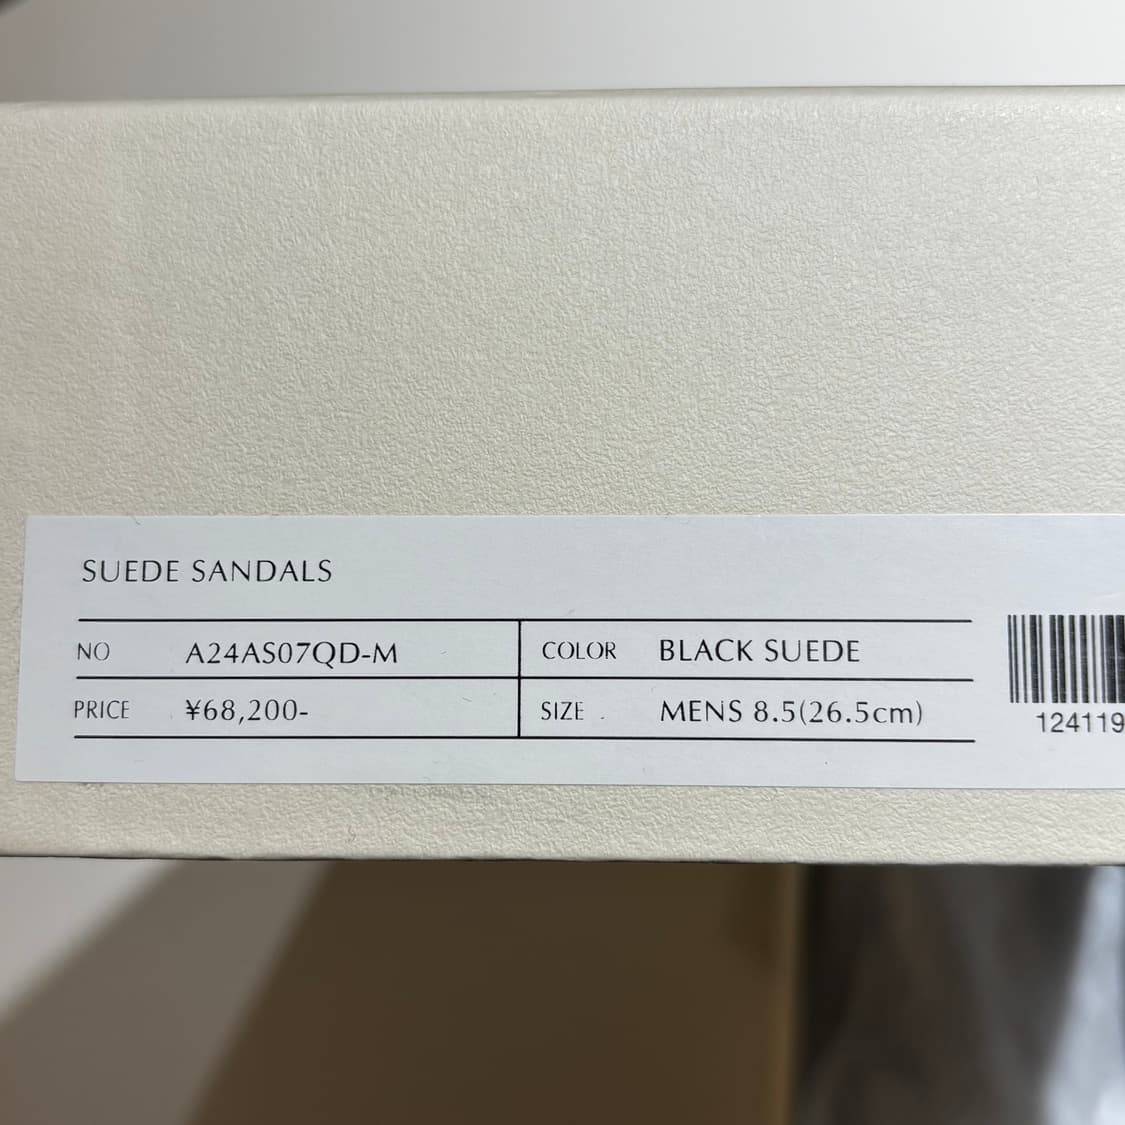 SUEDE SANDALS
NO A24AS07QD-M COLOR BLACK SUEDE
PRICE ¥68,200- SIZE MENS 8.5(26.5cm)
124119